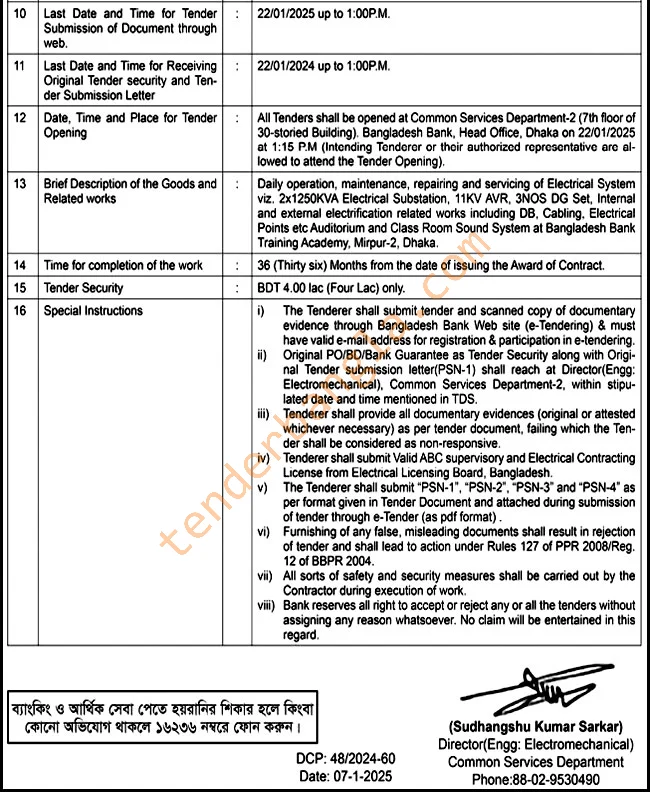 10 Last Date and Time for Tender : 22/01/2025 up to 1:00P.M.
Submission of Document through
web.
11 Last Date and Time for Receiving : 22/01/2024 up to 1:00P.M.
Original Tender security and Ten-
der Submission Letter
12 Date, Time and Place for Tender : All Tenders shall be opened at Common Services Department-2 (7th floor of
Opening 30-storied Building). Bangladesh Bank, Head Office, Dhaka on 22/01/2025
at 1:15 P.M (Intending Tenderer or their authorized representative are al-
lowed to attend the Tender Opening).
13 Brief Description of the Goods and : Daily operation, maintenance, repairing and servicing of Electrical System
Related works viz. 2x1250KVA Electrical Substation, 11KV AVR, 3NOS DG Set, Internal
and external electrification related works including DB, Cabling, Electrical
Points etc Auditorium and Class Room Sound System at Bangladesh Bank
Training Academy, Mirpur-2, Dhaka.
14 Time for completion of the work : 36 (Thirty six) Months from the date of issuing the Award of Contract.
15 Tender Security : BDT 4.00 lac (Four Lac) only.
16 Special Instructions i) The Tenderer shall submit tender and scanned copy of documentary
evidence through Bangladesh Bank Web site (e-Tendering) & must
have valid e-mail address for registration & participation in e-tendering.
ii) Original PO/BD/Bank Guarantee as Tender Security along with Origi-
nal Tender submission letter(PSN-1) shall reach at Director(Engg:
Electromechanical), Common Services Department-2, within stipu-
lated date and time mentioned in TDS.
iii) Tenderer shall provide all documentary evidences (original or attested
whichever necessary) as per tender document, failing which the Ten-
der shall be considered as non-responsive.
iv) Tenderer shall submit Valid ABC supervisory and Electrical Contracting
License from Electrical Licensing Board, Bangladesh.
v) The Tenderer shall submit “PSN-1”, “PSN-2”, “PSN-3” and “PSN-4” as
per format given in Tender Document and attached during submission
of tender through e-Tender (as pdf format) .
vi) Furnishing of any false, misleading documents shall result in rejection
of tender and shall lead to action under Rules 127 of PPR 2008/Reg.
12 of BBPR 2004.
vii) All sorts of safety and security measures shall be carried out by the
Contractor during execution of work.
viii) Bank reserves all right to accept or reject any or all the tenders without
assigning any reason whatsoever. No claim will be entertained in this
regard.
tenderbangla.com
ব্যাংকিং ও আর্থিক সেবা পেতে হয়রানির শিকার হলে কিংবা
কোনো অভিযোগ থাকলে ১৬২৩৬ নম্বরে ফোন করুন।
DCP: 48/2024-60
Date: 07-1-2025
(Sudhangshu Kumar Sarkar)
Director(Engg: Electromechanical)
Common Services Department
Phone:88-02-9530490